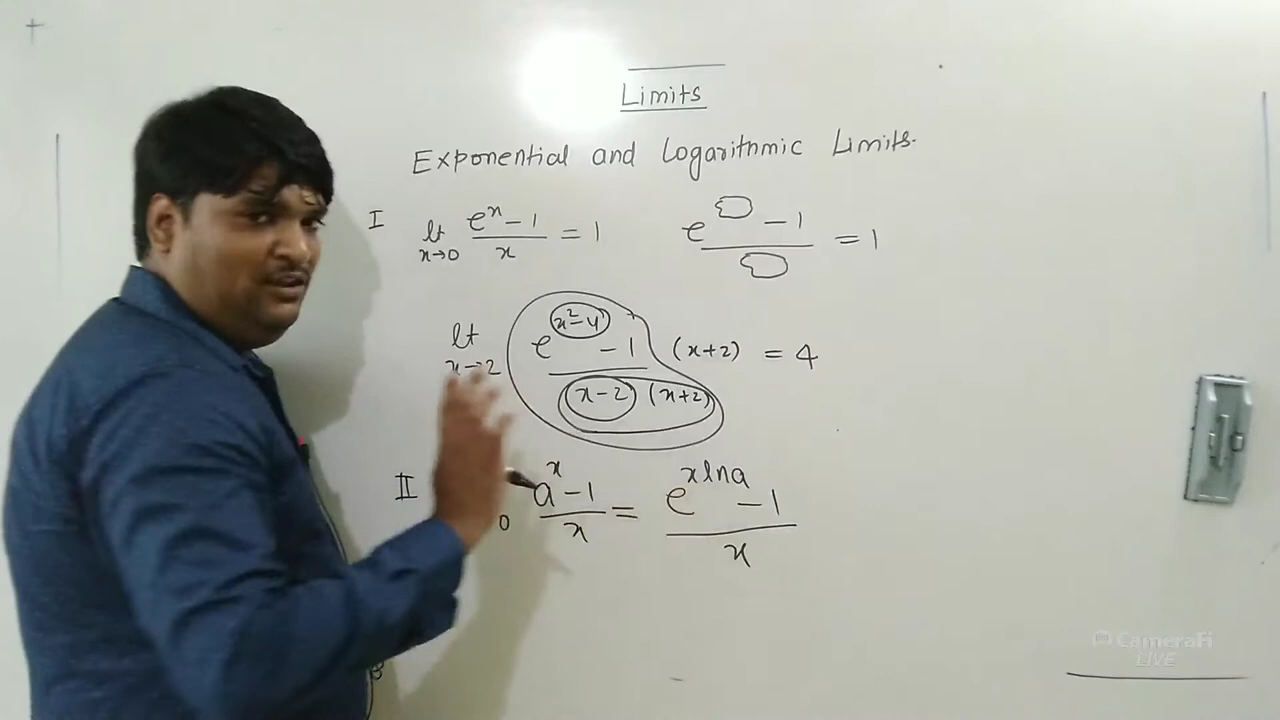 Limits
Exponential and Logarithmic Limits.
I lt x→0 (e^x − 1)/x = 1 (e^□ − 1)/□ = 1
lt x→2 (e^(x²−4) − 1)/((x−2)(x+2)) (x+2) = 4
II 0 (a^x − 1)/x = (e^(x ln a) − 1)/x
CameraFi
LIVE